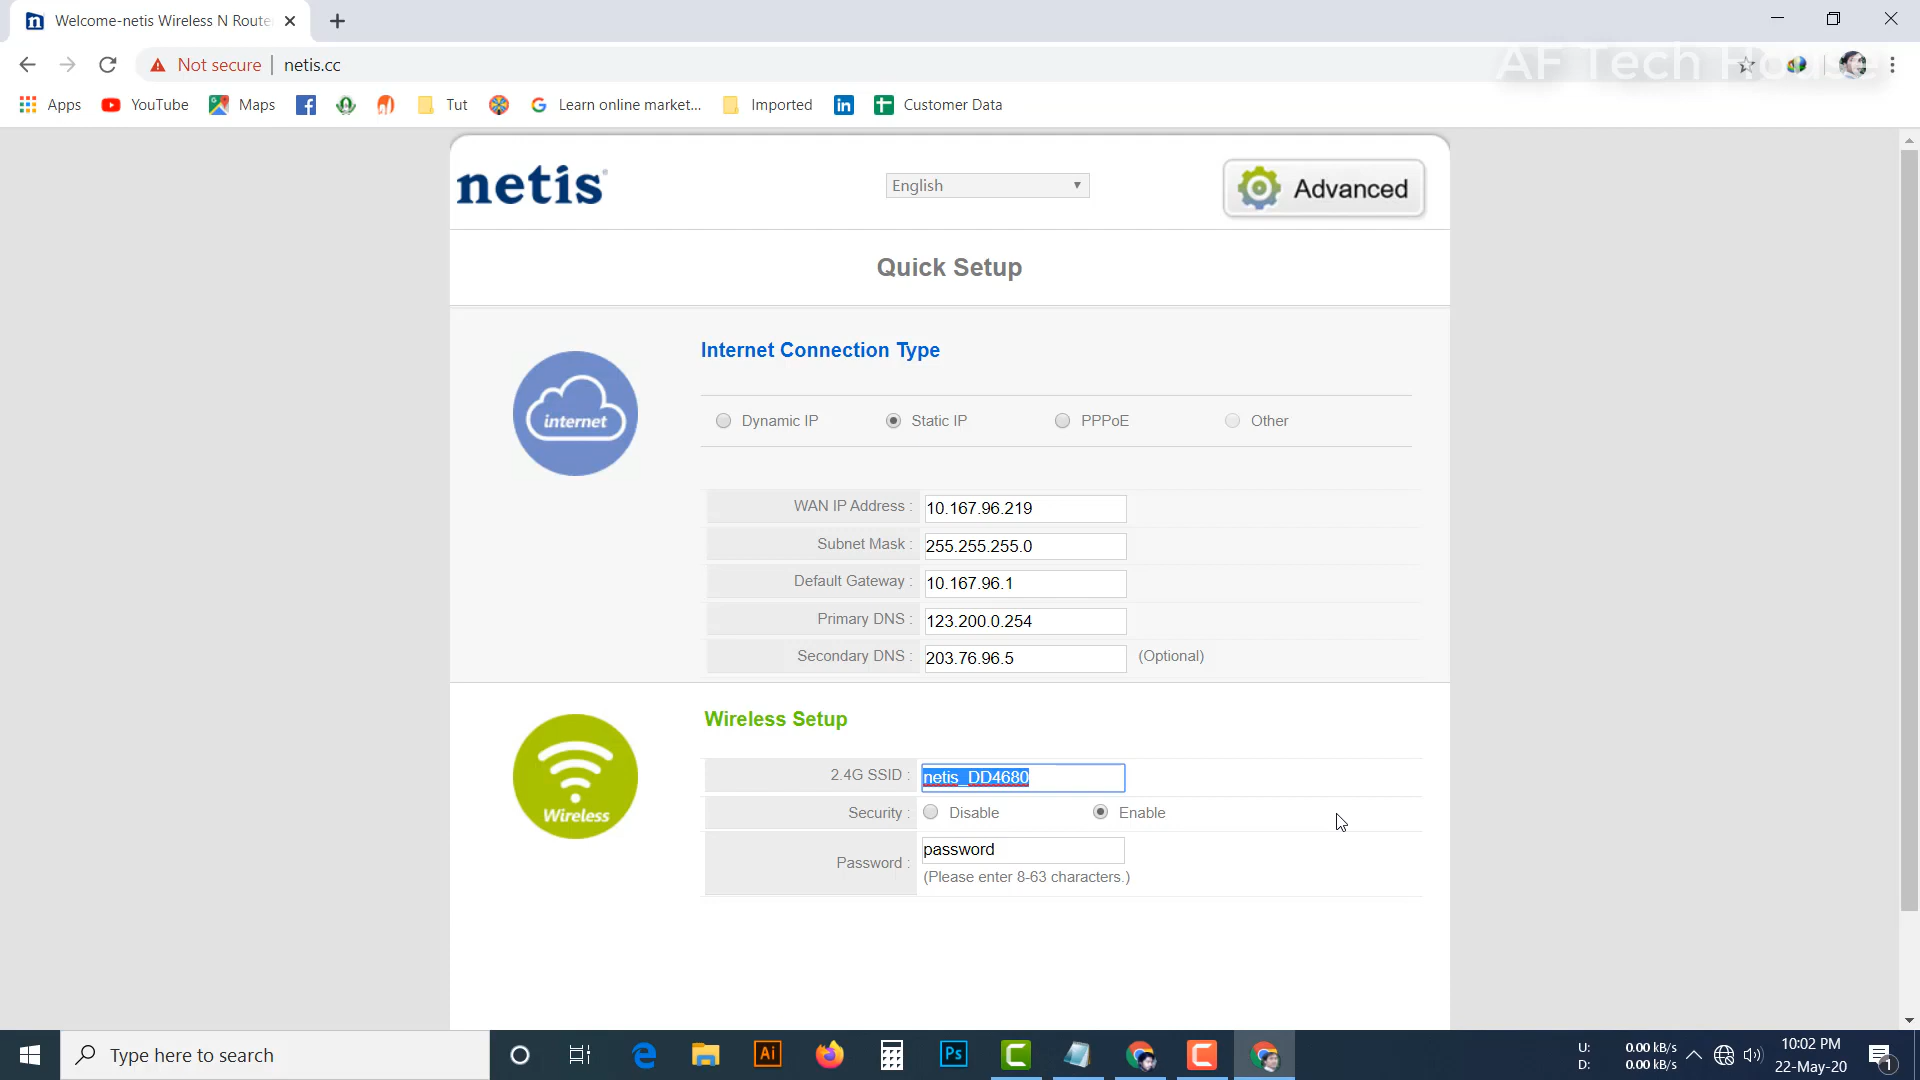 Welcome-netis Wireless N Route
Not secure | netis.cc
AF Tech House
Apps YouTube Maps Tut Learn online market... Imported Customer Data
netis
English
Advanced
Quick Setup
internet
Internet Connection Type
Dynamic IP Static IP PPPoE Other
WAN IP Address : 10.167.96.219
Subnet Mask : 255.255.255.0
Default Gateway : 10.167.96.1
Primary DNS : 123.200.0.254
Secondary DNS : 203.76.96.5 (Optional)
Wireless
Wireless Setup
2.4G SSID : netis_DD4680
Security : Disable Enable
Password : password
(Please enter 8-63 characters.)
Type here to search
U: 0.00 kB/s
D: 0.00 kB/s
10:02 PM
22-May-20
1